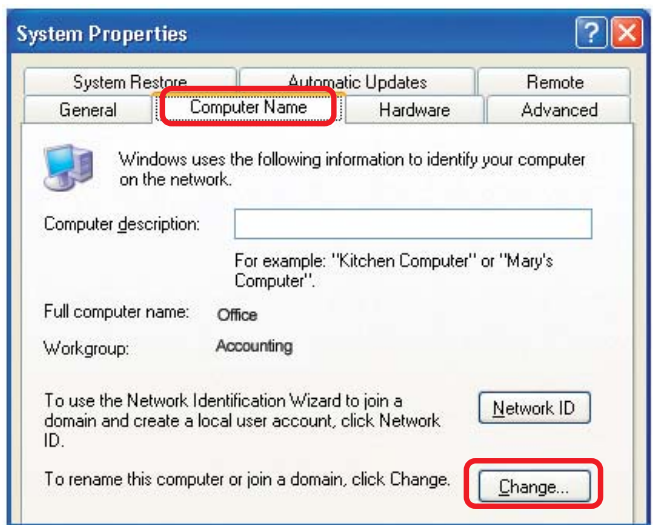 System Properties
System Restore Automatic Updates Remote
General Computer Name Hardware Advanced
Windows uses the following information to identify your computer
on the network.
Computer description:
For example: "Kitchen Computer" or "Mary's
Computer".
Full computer name: Office
Workgroup: Accounting
To use the Network Identification Wizard to join a
domain and create a local user account, click Network
ID.
Network ID
To rename this computer or join a domain, click Change.
Change...